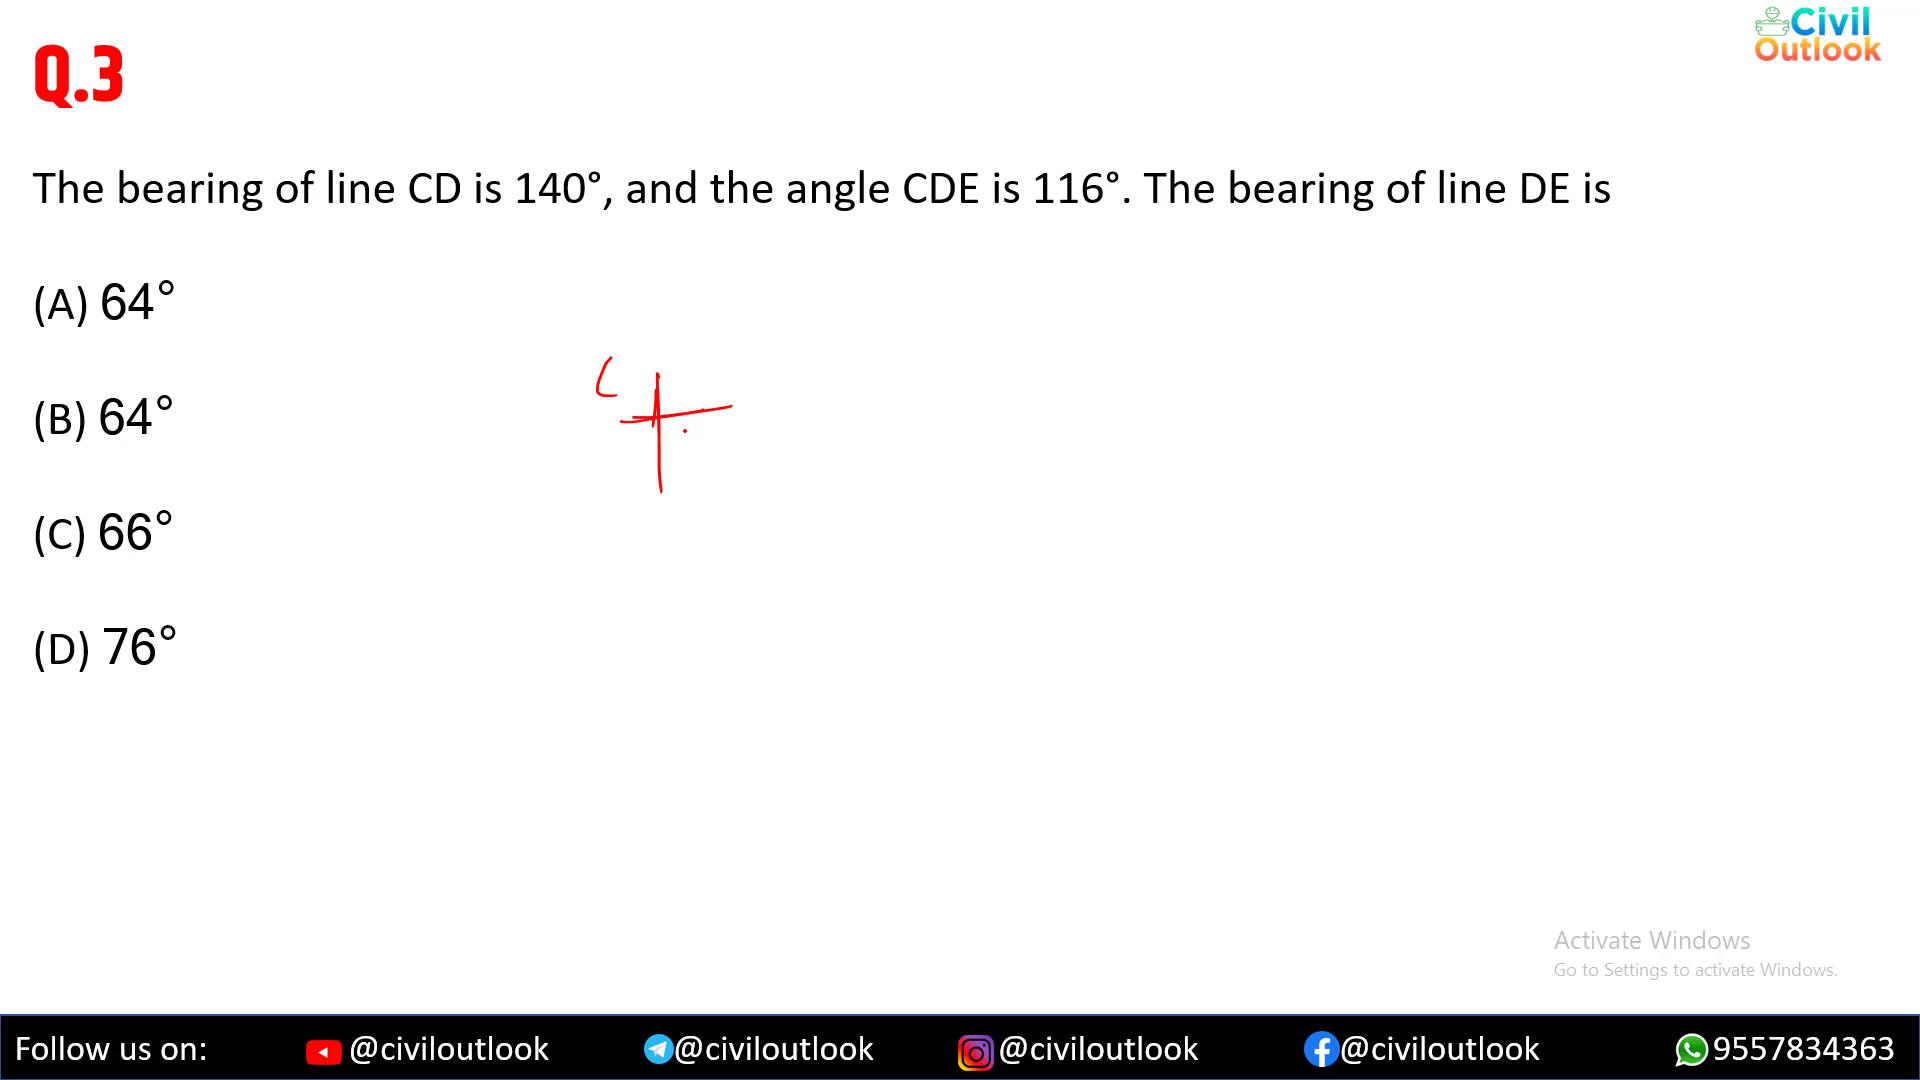 Civil
Outlook
Q.3
The bearing of line CD is 140°, and the angle CDE is 116°. The bearing of line DE is
(A) 64°
(B) 64°
C
(C) 66°
(D) 76°
Activate Windows
Go to Settings to activate Windows.
Follow us on: @civiloutlook @civiloutlook @civiloutlook @civiloutlook 9557834363